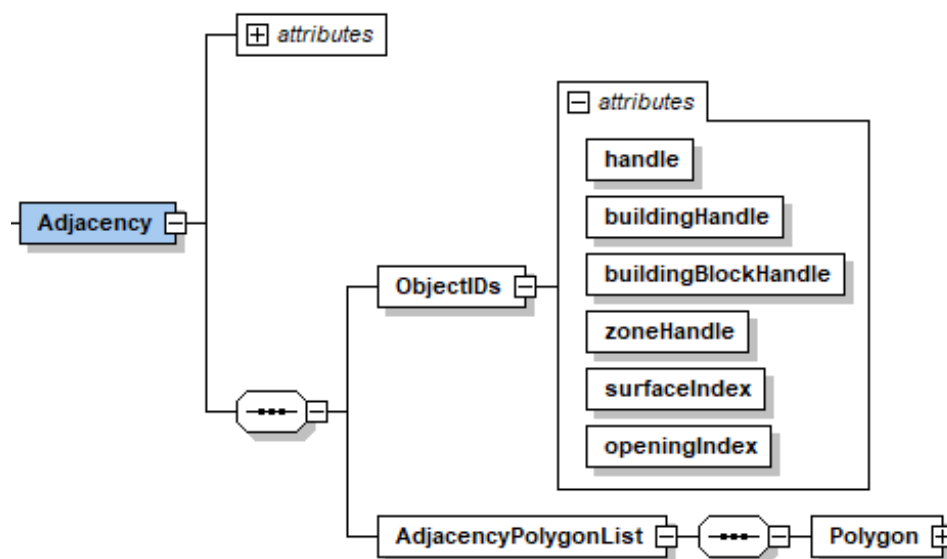 attributes
attributes
handle
Adjacency
buildingHandle
ObjectIDs
buildingBlockHandle
zoneHandle
surfaceIndex
openingIndex
AdjacencyPolygonList
Polygon